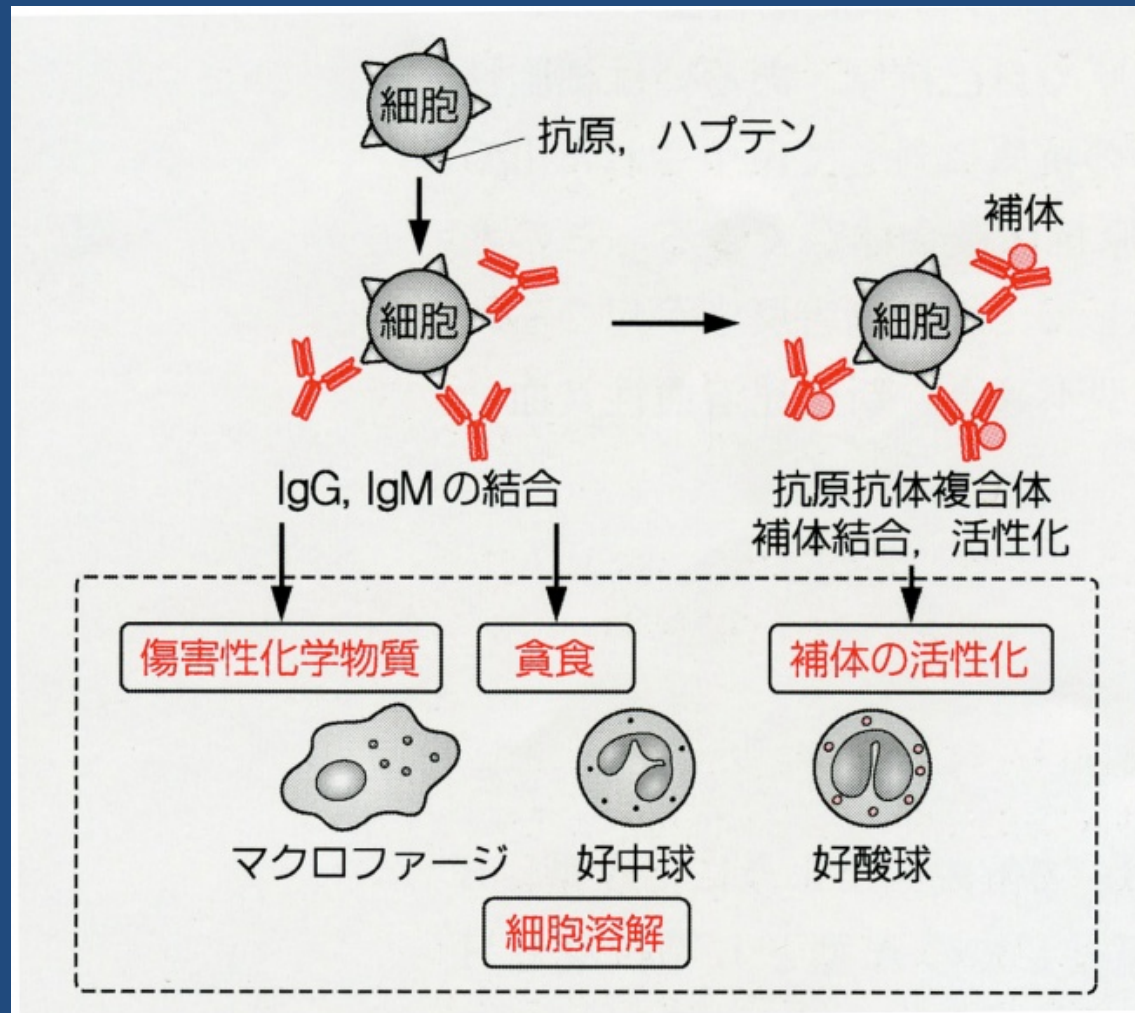 細胞
抗原,ハプテン
補体
細胞
細胞
IgG, IgMの結合
抗原抗体複合体
補体結合,活性化
傷害性化学物質
貪食
補体の活性化
マクロファージ
好中球
好酸球
細胞溶解